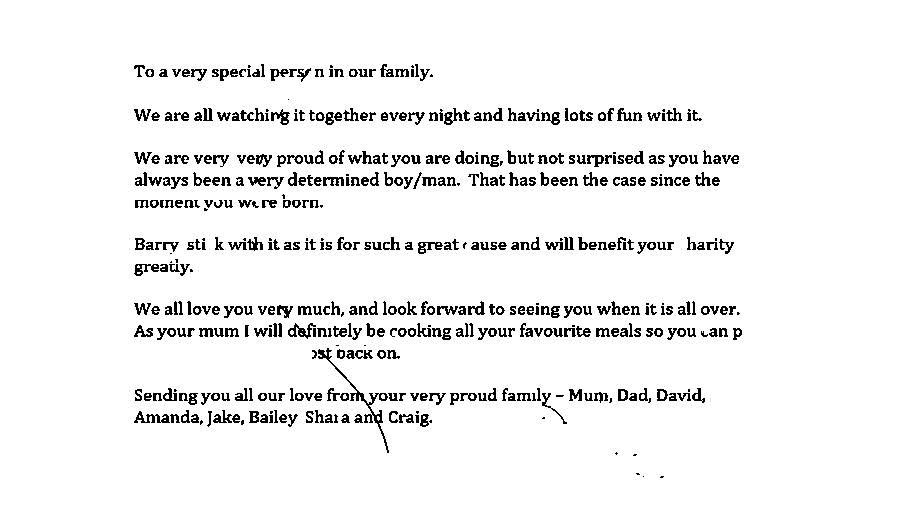 To a very special person in our family.
We are all watching it together every night and having lots of fun with it.
We are very very proud of what you are doing, but not surprised as you have
always been a very determined boy/man. That has been the case since the
moment you were born.
Barry stick with it as it is for such a great cause and will benefit your charity
greatly.
We all love you very much, and look forward to seeing you when it is all over.
As your mum I will definitely be cooking all your favourite meals so you can
back on.
Sending you all our love from your very proud family – Mum, Dad, David,
Amanda, Jake, Bailey Shara and Craig.